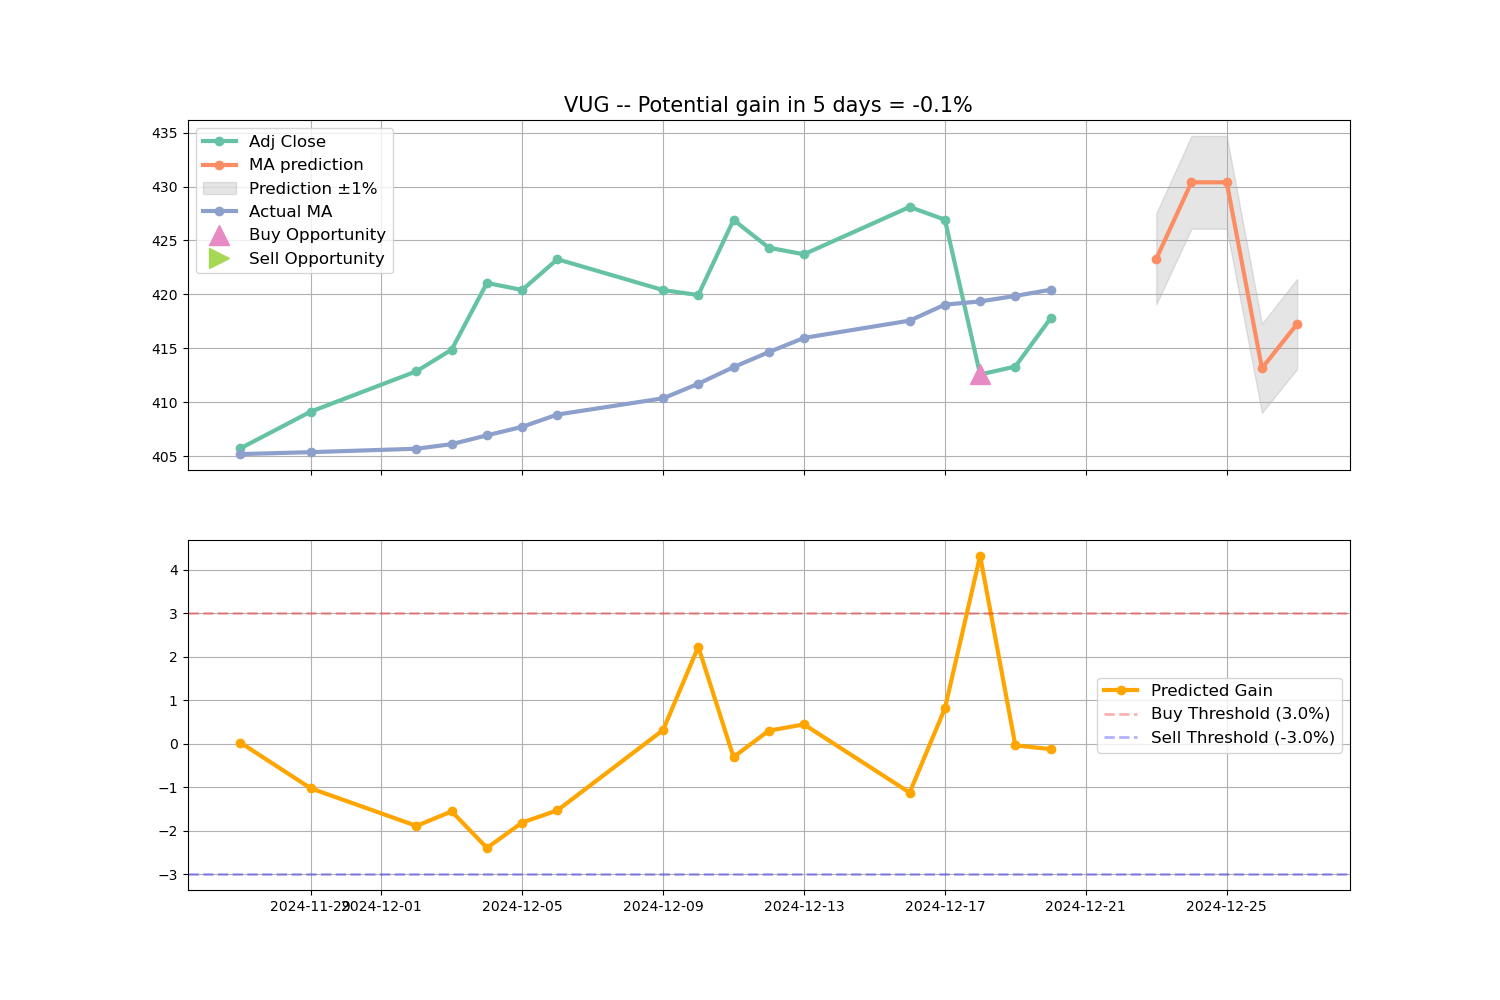 VUG -- Potential gain in 5 days = -0.1%
435
430
425
420
415
410
405
Adj Close
MA prediction
Prediction ±1%
Actual MA
Buy Opportunity
Sell Opportunity
4
3
2
1
0
−1
−2
−3
Predicted Gain
Buy Threshold (3.0%)
Sell Threshold (-3.0%)
2024-11-29
2024-12-01
2024-12-05
2024-12-09
2024-12-13
2024-12-17
2024-12-21
2024-12-25